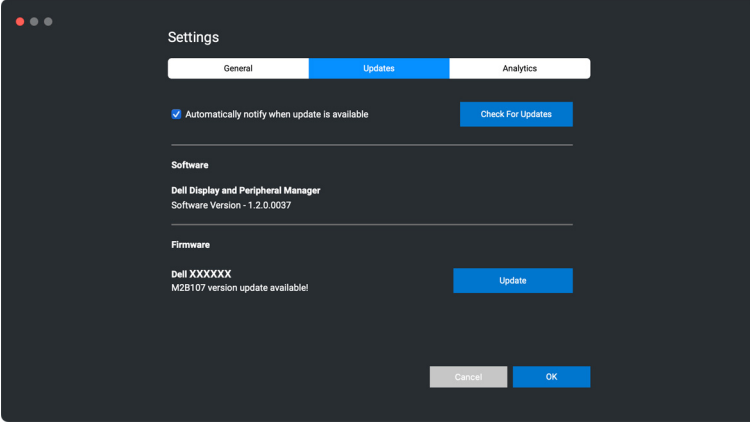 Settings
General
Updates
Analytics
Automatically notify when update is available
Check For Updates
Software
Dell Display and Peripheral Manager
Software Version - 1.2.0.0037
Firmware
Dell XXXXXX
M2B107 version update available!
Update
Cancel
OK